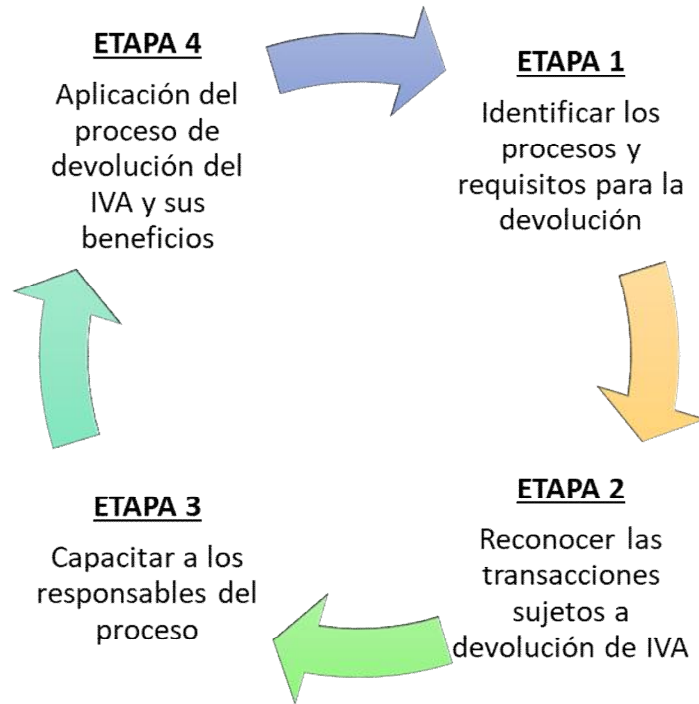 ETAPA 1
Identificar los
procesos y
requisitos para la
devolución
ETAPA 2
Reconocer las
transacciones
sujetos a
devolución de IVA
ETAPA 3
Capacitar a los
responsables del
proceso
ETAPA 4
Aplicación del
proceso de
devolución del
IVA y sus
beneficios